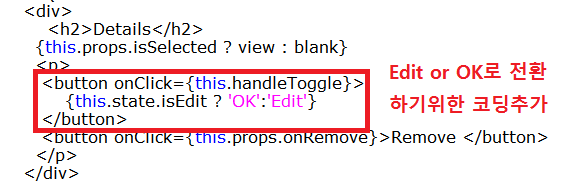 <div>
<h2>Details</h2>
{this.props.isSelected ? view : blank}
<p>
<button onClick={this.handleToggle}>
{this.state.isEdit ? 'OK':'Edit'}
</button>
<button onClick={this.props.onRemove}>Remove </button>
</p>
</div>
Edit or OK로 전환
하기위한 코딩추가